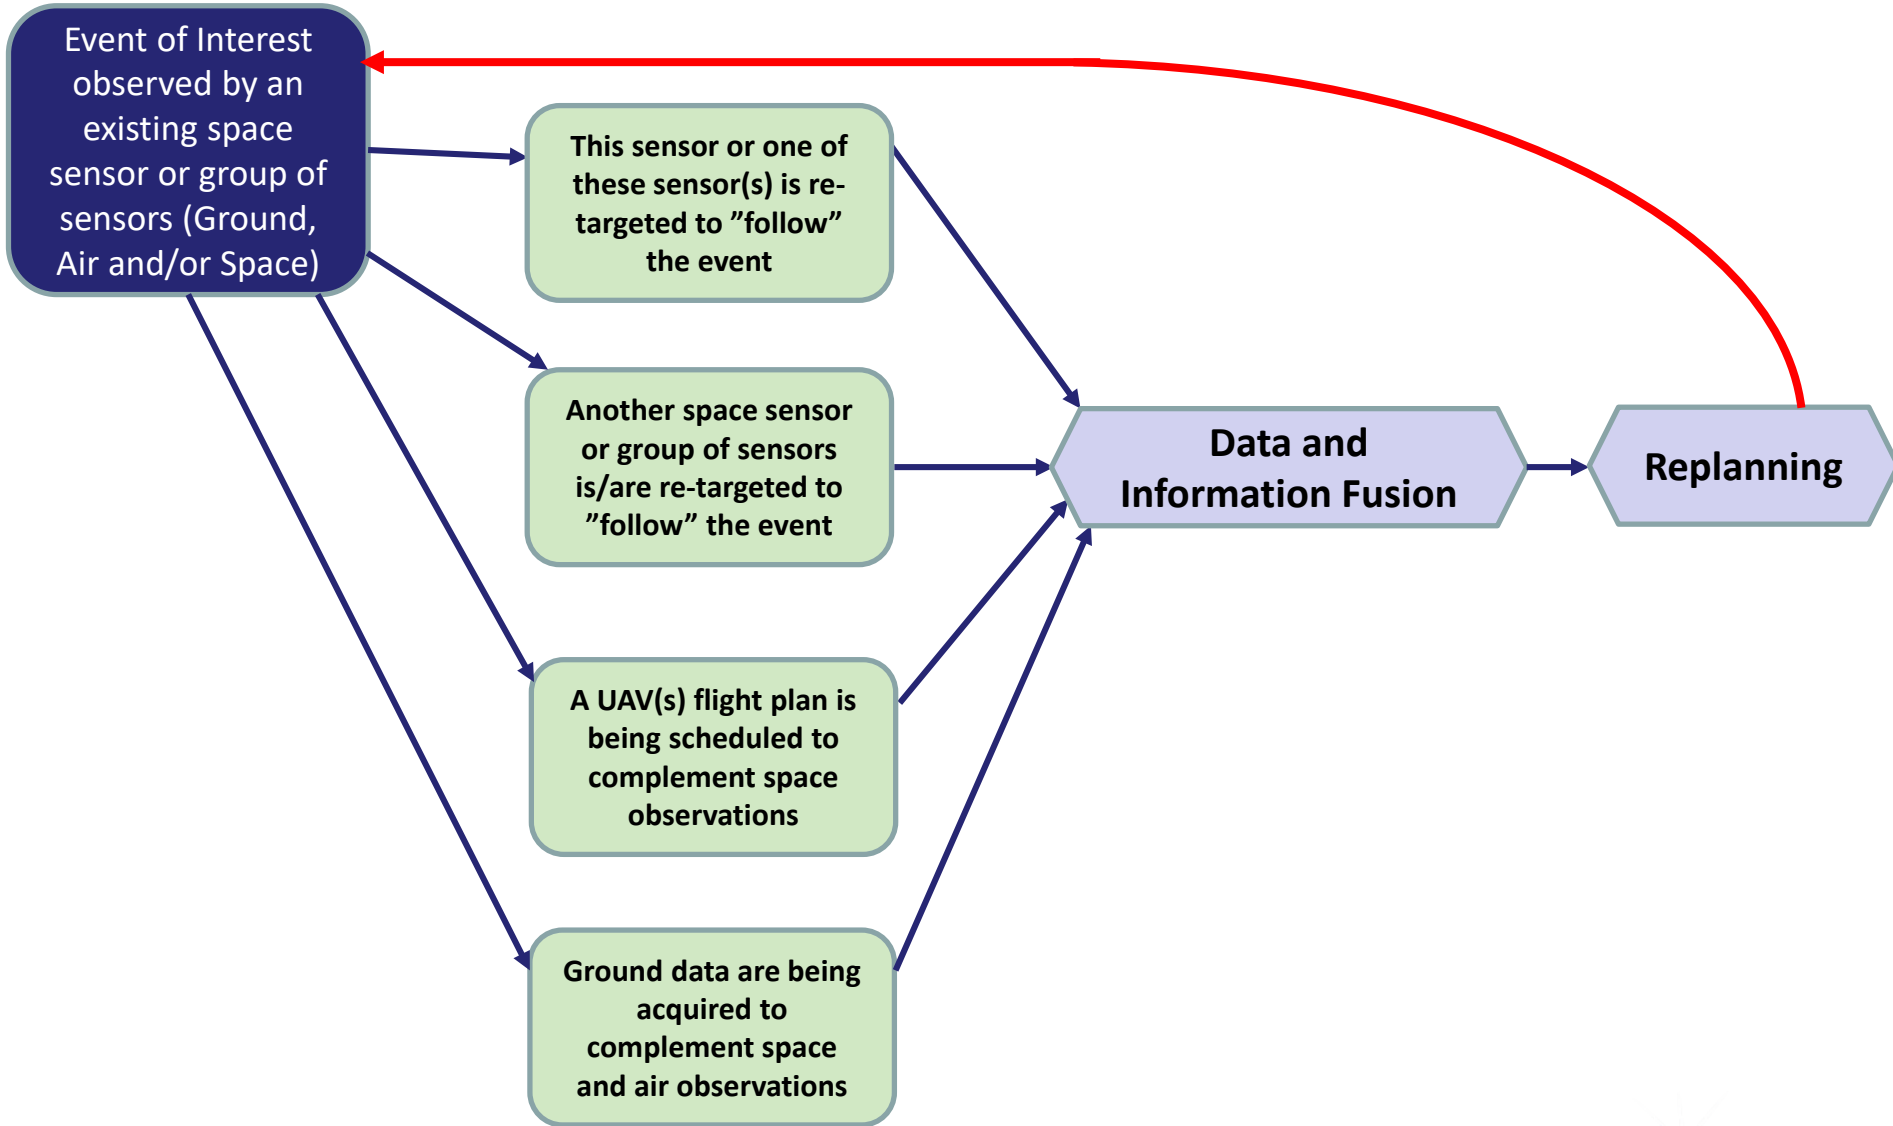 Event of Interest
observed by an
existing space
sensor or group of
sensors (Ground,
Air and/or Space)
This sensor or one of
these sensor(s) is re-
targeted to ”follow”
the event
Another space sensor
or group of sensors
is/are re-targeted to
”follow” the event
A UAV(s) flight plan is
being scheduled to
complement space
observations
Ground data are being
acquired to
complement space
and air observations
Data and
Information Fusion
Replanning